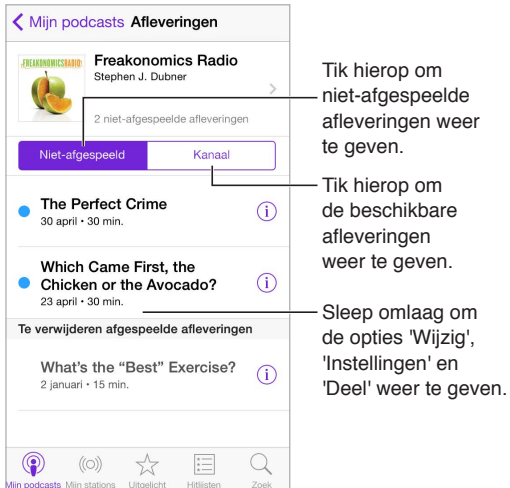 Mijn podcasts Afleveringen
FREAKONOMICS RADIO
Freakonomics Radio
Stephen J. Dubner
2 niet-afgespeelde afleveringen
Niet-afgespeeld Kanaal
The Perfect Crime
30 april • 30 min.
Which Came First, the
Chicken or the Avocado?
23 april • 30 min.
Te verwijderen afgespeelde afleveringen
What's the “Best” Exercise?
2 januari • 15 min.
Mijn podcasts Mijn stations Uitgelicht Hitlijsten Zoek
Tik hierop om
niet-afgespeelde
afleveringen weer
te geven.
Tik hierop om
de beschikbare
afleveringen
weer te geven.
Sleep omlaag om
de opties 'Wijzig',
'Instellingen' en
'Deel' weer te geven.